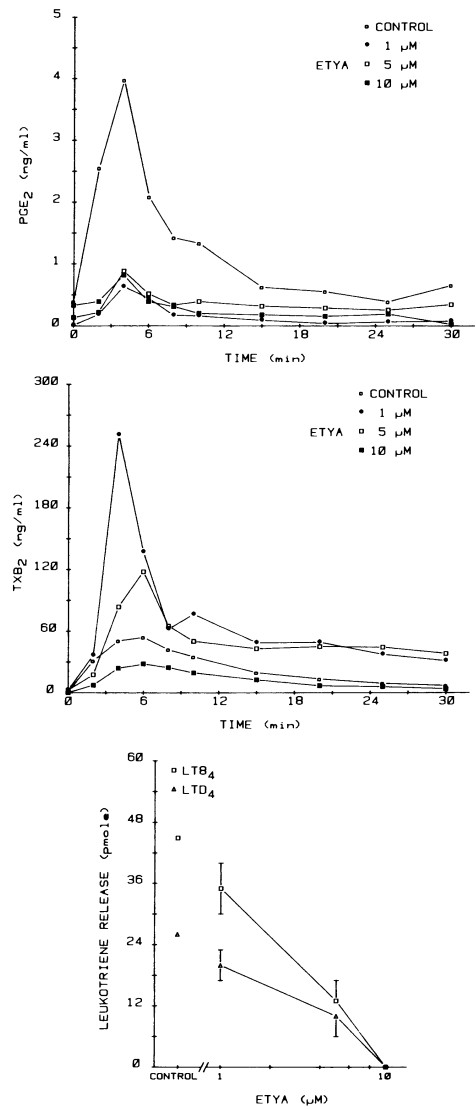 5
CONTROL
1 µM
ETYA 5 µM
10 µM
4
3
2
1
0
PGE2 (ng/ml)
0 6 12 18 24 30
TIME (min)
300
CONTROL
1 µM
ETYA 5 µM
10 µM
240
180
120
60
0
TXB2 (ng/ml)
0 6 12 18 24 30
TIME (min)
60
LTB4
LTD4
48
36
24
12
0
LEUKOTRIENE RELEASE (pmole)
CONTROL 1 10
ETYA (µM)